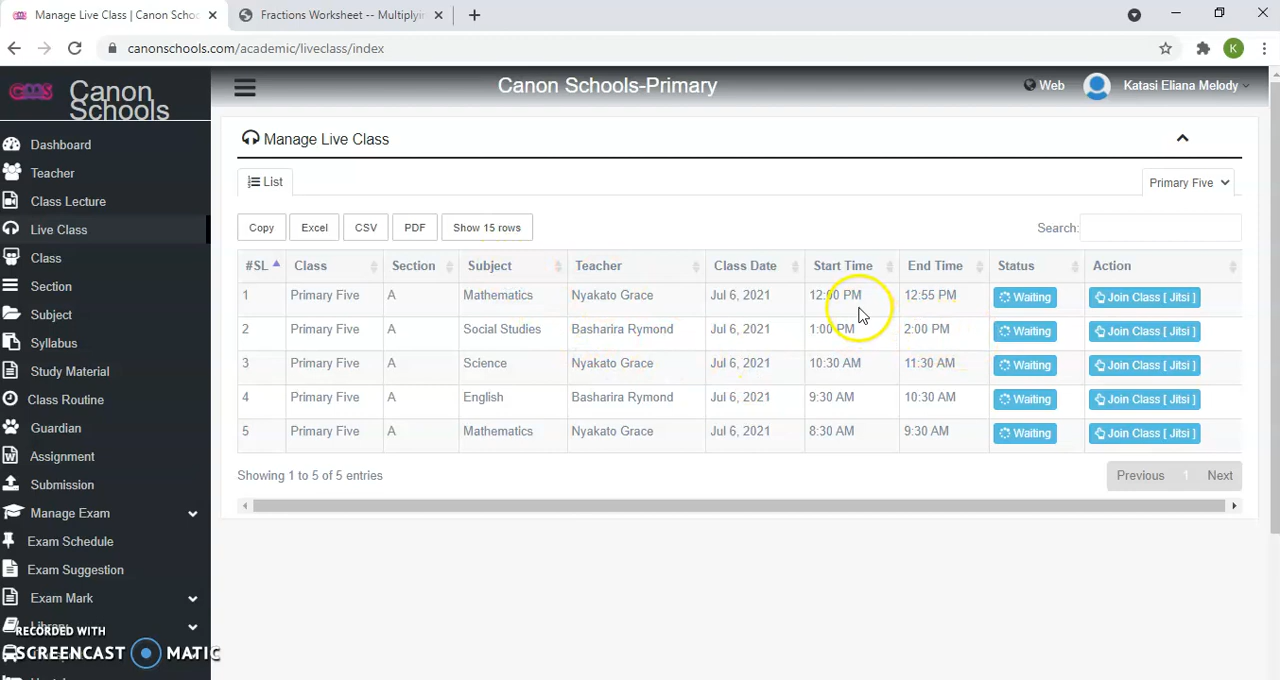 Manage Live Class | Canon Schoo
Fractions Worksheet -- Multiplyin
canonschools.com/academic/liveclass/index
K
Canon Schools
Canon Schools-Primary
Web
Katasi Eliana Melody
Dashboard
Teacher
Class Lecture
Live Class
Class
Section
Subject
Syllabus
Study Material
Class Routine
Guardian
Assignment
Submission
Manage Exam
Exam Schedule
Exam Suggestion
Exam Mark
RECORDED WITH
SCREENCAST MATIC
Manage Live Class
List
Primary Five
Copy Excel CSV PDF Show 15 rows Search:
#SL Class Section Subject Teacher Class Date Start Time End Time Status Action
1 Primary Five A Mathematics Nyakato Grace Jul 6, 2021 12:00 PM 12:55 PM Waiting Join Class [ Jitsi ]
2 Primary Five A Social Studies Basharira Rymond Jul 6, 2021 1:00 PM 2:00 PM Waiting Join Class [ Jitsi ]
3 Primary Five A Science Nyakato Grace Jul 6, 2021 10:30 AM 11:30 AM Waiting Join Class [ Jitsi ]
4 Primary Five A English Basharira Rymond Jul 6, 2021 9:30 AM 10:30 AM Waiting Join Class [ Jitsi ]
5 Primary Five A Mathematics Nyakato Grace Jul 6, 2021 8:30 AM 9:30 AM Waiting Join Class [ Jitsi ]
Showing 1 to 5 of 5 entries
Previous 1 Next